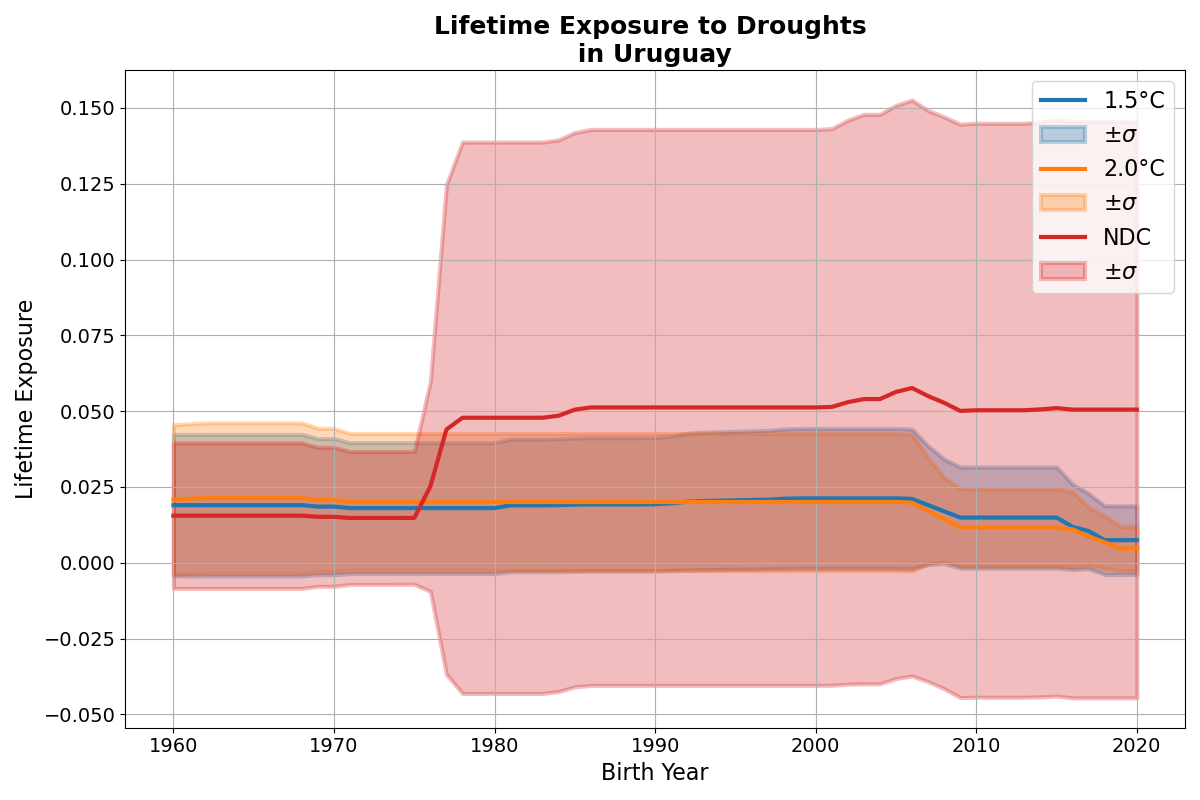 Lifetime Exposure to Droughts
in Uruguay
Lifetime Exposure
0.150
0.125
0.100
0.075
0.050
0.025
0.000
−0.025
−0.050
1960
1970
1980
1990
2000
2010
2020
Birth Year
1.5°C
±σ
2.0°C
±σ
NDC
±σ